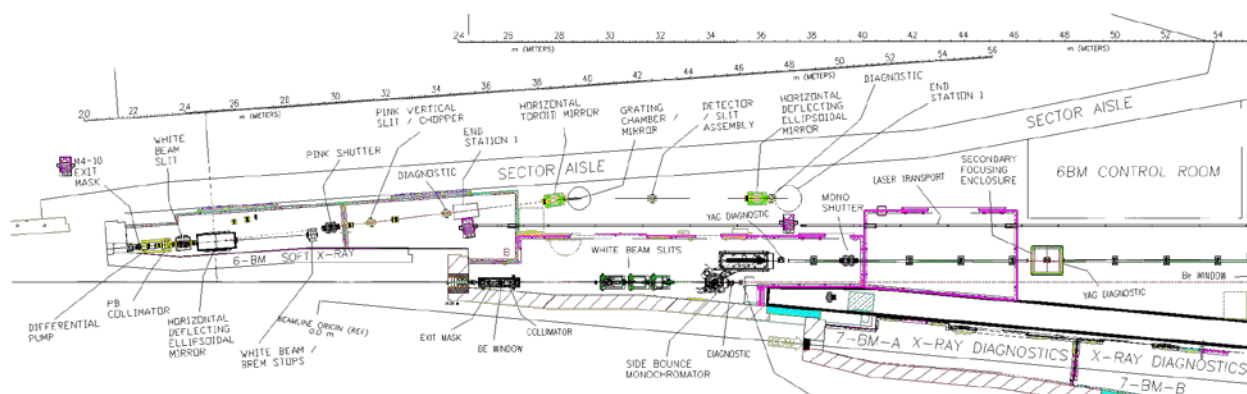 24 26 28 30 32 34 36 38 40 42 44 46 48 50 52 54
m (METERS)
m (METERS)
20 22 24 26 28 30 32 34 36 38 40 42 44 46 48 50 52 54 56
m (METERS)
m (METERS)
M4-10
EXIT
MASK
WHITE
BEAM
SLIT
PINK SHUTTER
PINK VERTICAL
SLIT / CHOPPER
DIAGNOSTIC
END
STATION 1
HORIZONTAL
TOPOID MIRROR
GRATING
CHAMBER /
MIRROR
DETECTOR
/ SLIT
ASSEMBLY
HORIZONTAL
DEFLECTING
ELLIPSOIDAL
MIRROR
DIAGNOSTIC
END
STATION 1
SECTOR AISLE
SECTOR AISLE
SECONDARY
FOCUSING
ENCLOSURE
LASER TRANSPORT
6BM CONTROL ROOM
MONO
SHUTTER
YAG DIAGNOSTIC
WHITE BEAM SLITS
6-BM SOFT X-RAY
Be WINDOW
YAG DIAGNOSTIC
DIFFERENTIAL
PUMP
PB
COLLIMATOR
HORIZONTAL
DEFLECTING
ELLIPSOIDAL
MIRROR
WHITE BEAM /
BREM STOPS
BEAMLINE ORIGIN (REF)
0.0 m
EXIT MASK
BE WINDOW
COLLIMATOR
SIDE BOUNCE
MONOCHROMATOR
DIAGNOSTIC
7-BM-A X-RAY DIAGNOSTICS
X-RAY DIAGNOSTICS
7-BM-B